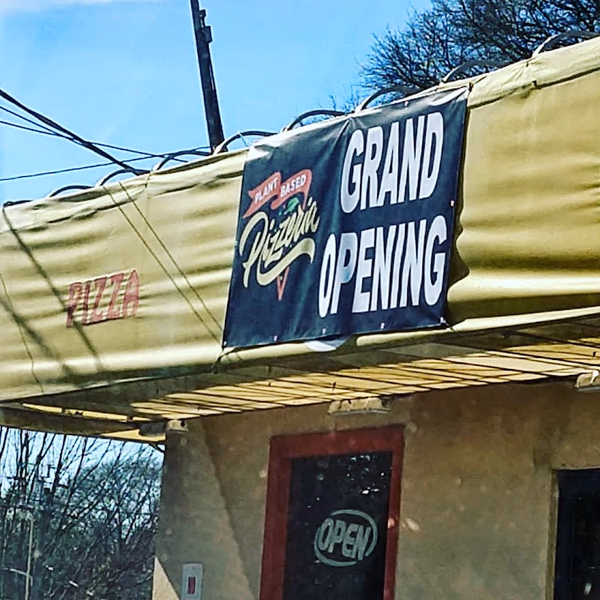 PLANT BASED
Pizzeria
GRAND
OPENING
PIZZA
OPEN